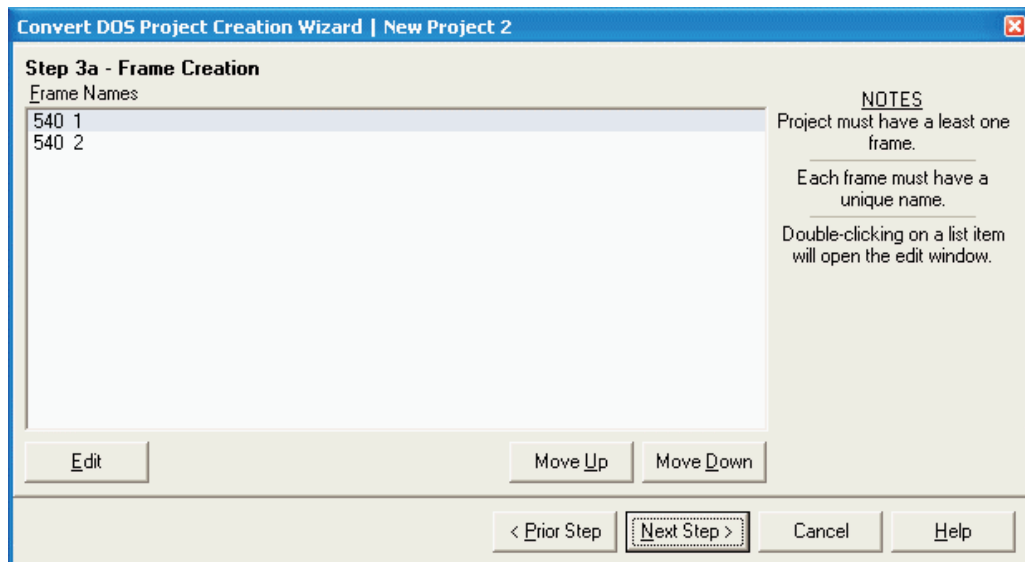 Convert DOS Project Creation Wizard | New Project 2
Step 3a - Frame Creation
Frame Names
540 1
540 2
NOTES
Project must have a least one
frame.
Each frame must have a
unique name.
Double-clicking on a list item
will open the edit window.
Edit
Move Up
Move Down
< Prior Step
Next Step >
Cancel
Help